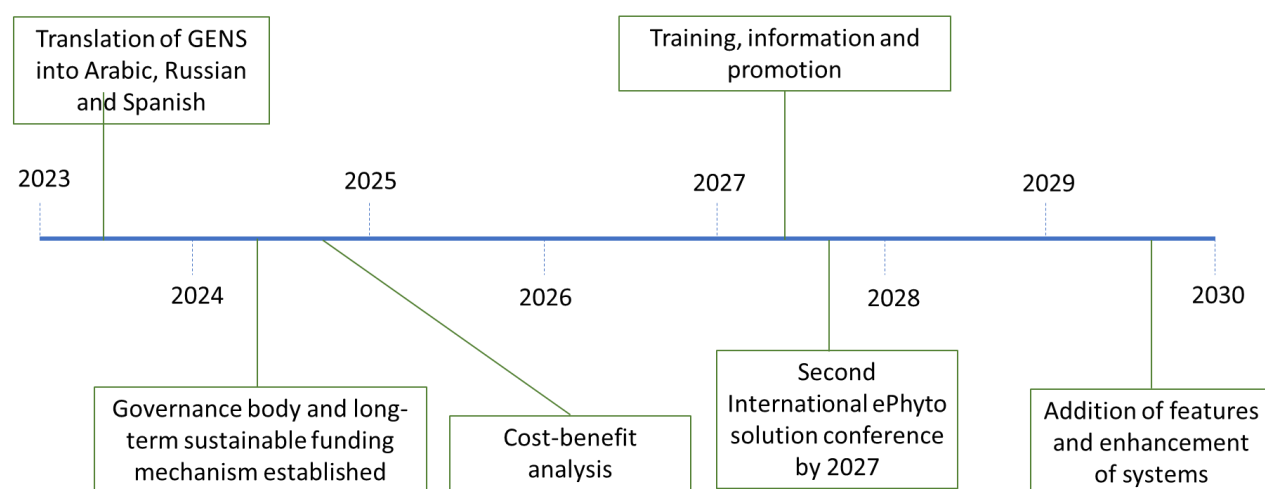 Translation of GENS
into Arabic, Russian
and Spanish
Training, information and
promotion
2023
2025
2027
2029
2024
2026
2028
2030
Governance body and long-
term sustainable funding
mechanism established
Cost-benefit
analysis
Second
International ePhyto
solution conference
by 2027
Addition of features
and enhancement
of systems